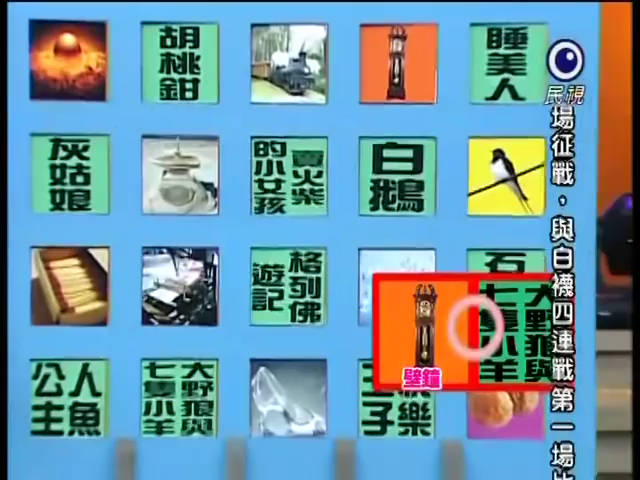 胡桃鉗
睡美人
民視
灰姑娘
賣火柴的小女孩
白鵝
格列佛遊記
石
大野狼與七隻小羊
壁鐘
人魚公主
大野狼與七隻小羊
快樂王子
場征戰，與白襪四連戰第一場比